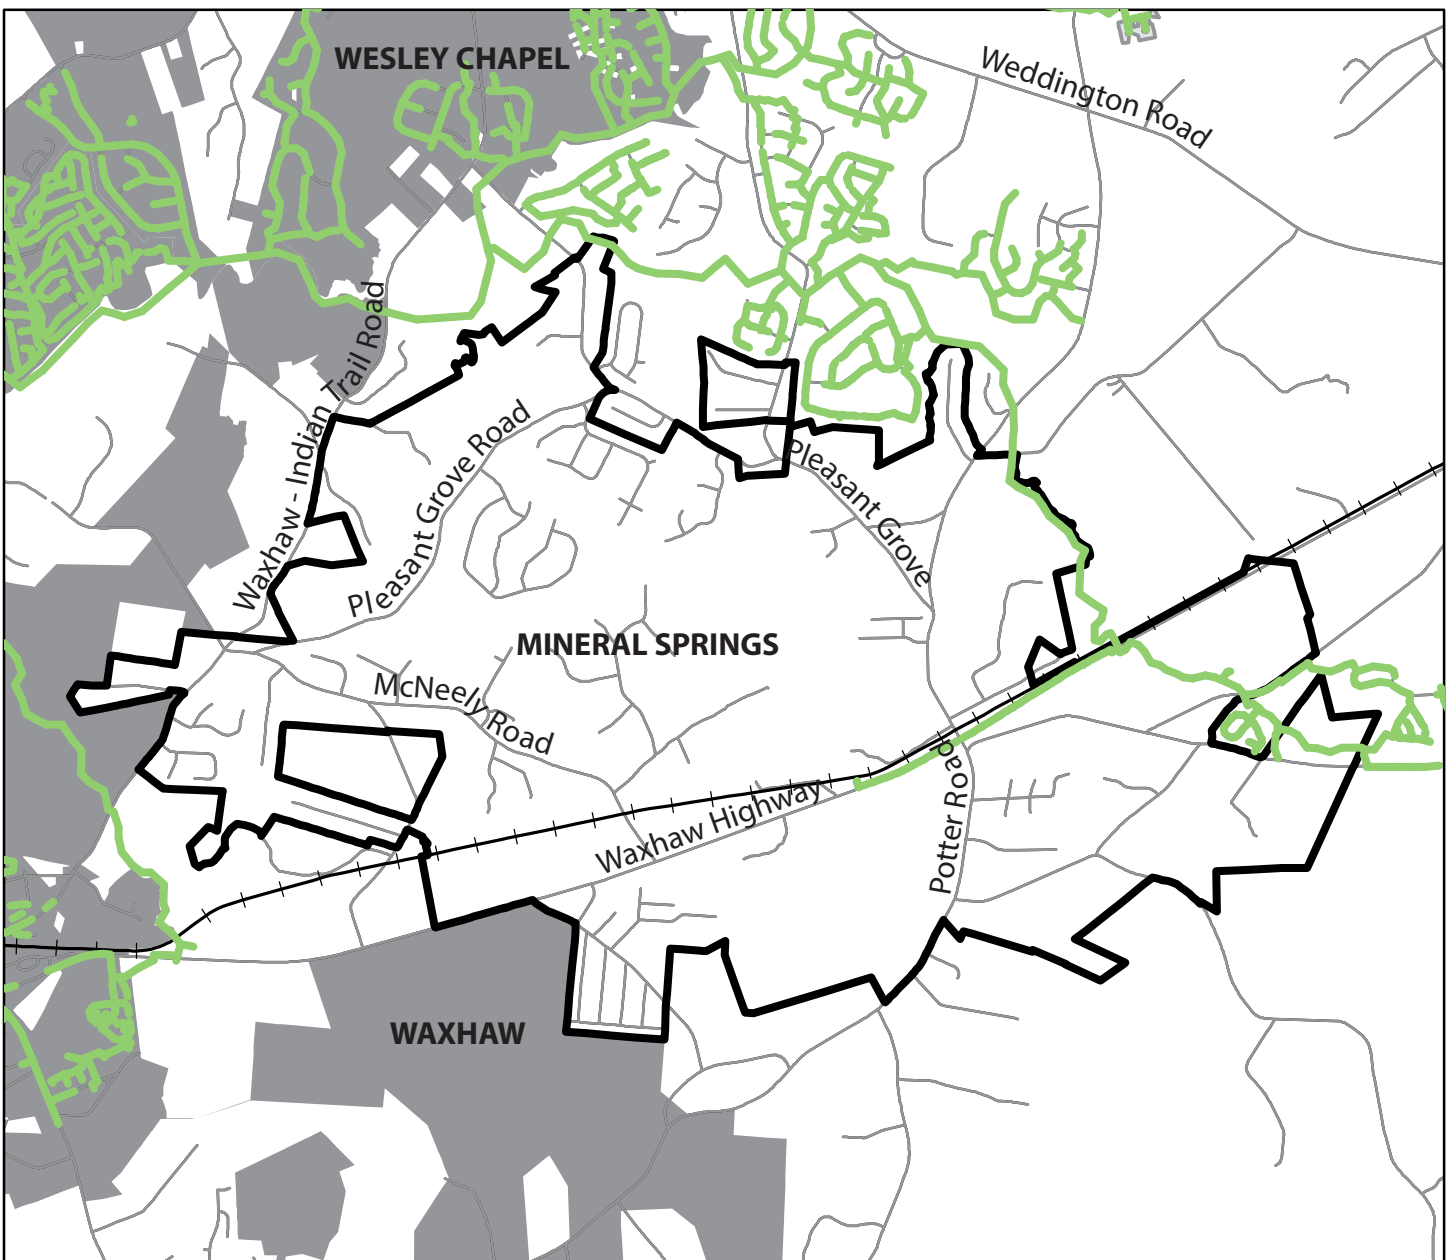 WESLEY CHAPEL
Weddington Road
Waxhaw - Indian Trail Road
Pleasant Grove Road
Pleasant Grove
MINERAL SPRINGS
McNeely Road
Waxhaw Highway
Potter Road
WAXHAW